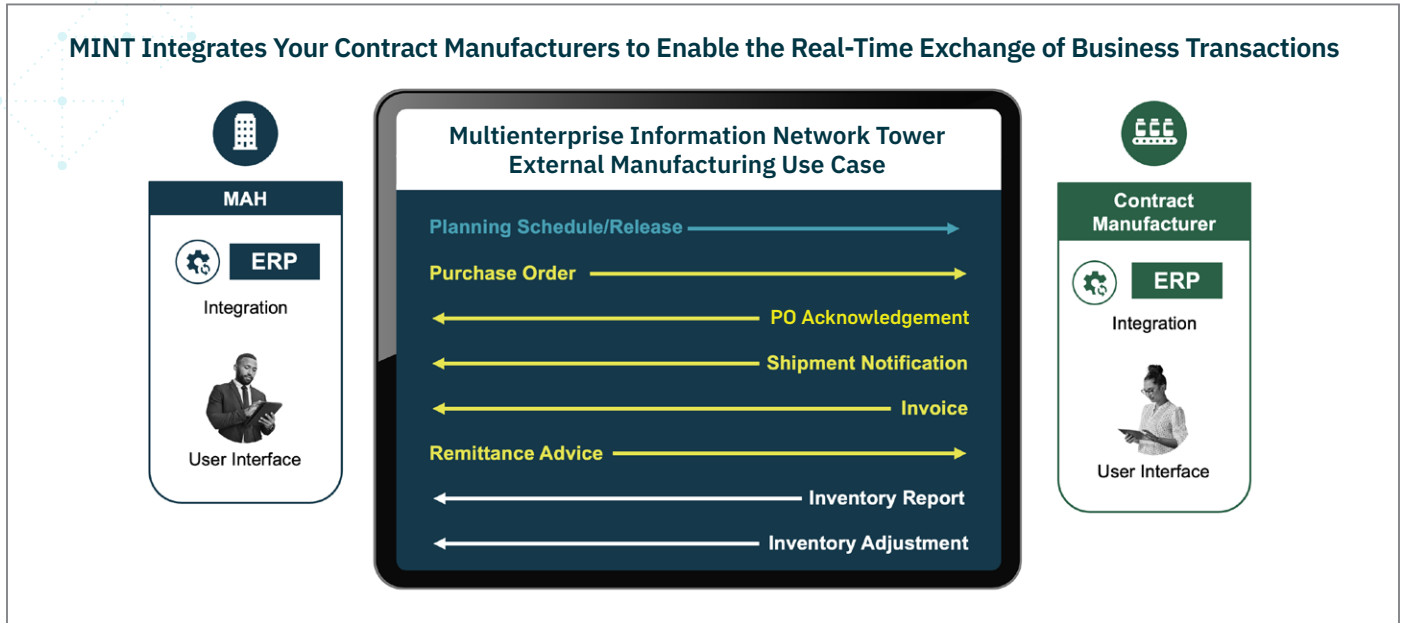 MINT Integrates Your Contract Manufacturers to Enable the Real-Time Exchange of Business Transactions
Multienterprise Information Network Tower
External Manufacturing Use Case
MAH
ERP
Integration
User Interface
Planning Schedule/Release
Purchase Order
PO Acknowledgement
Shipment Notification
Invoice
Remittance Advice
Inventory Report
Inventory Adjustment
Contract
Manufacturer
ERP
Integration
User Interface